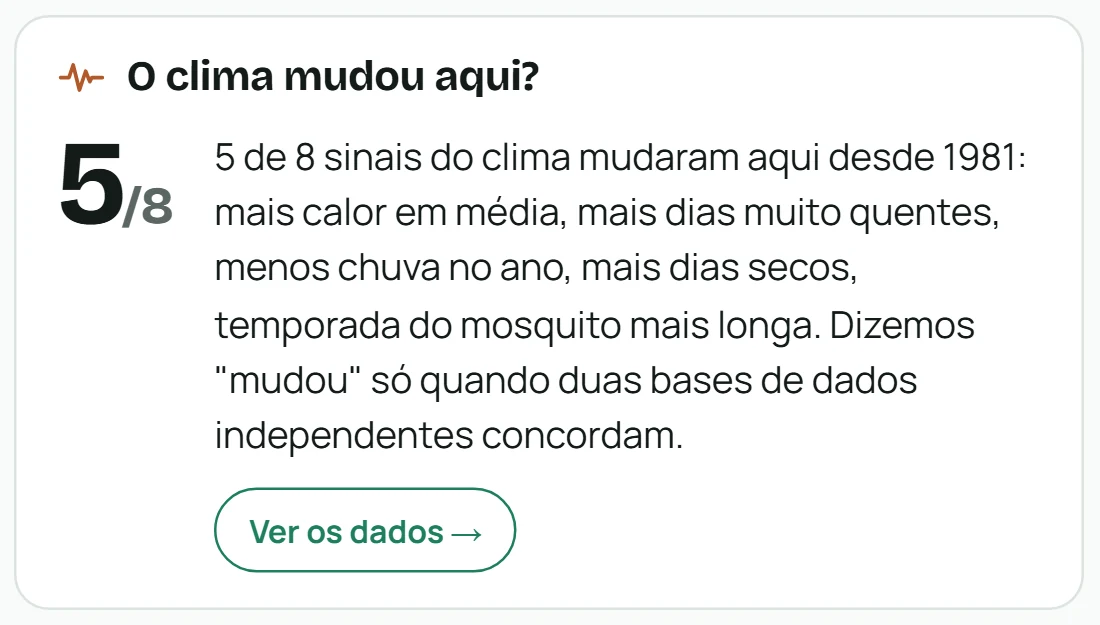 O clima mudou aqui?
5/8
5 de 8 sinais do clima mudaram aqui desde 1981:
mais calor em média, mais dias muito quentes,
menos chuva no ano, mais dias secos,
temporada do mosquito mais longa. Dizemos
"mudou" só quando duas bases de dados
independentes concordam.
Ver os dados →